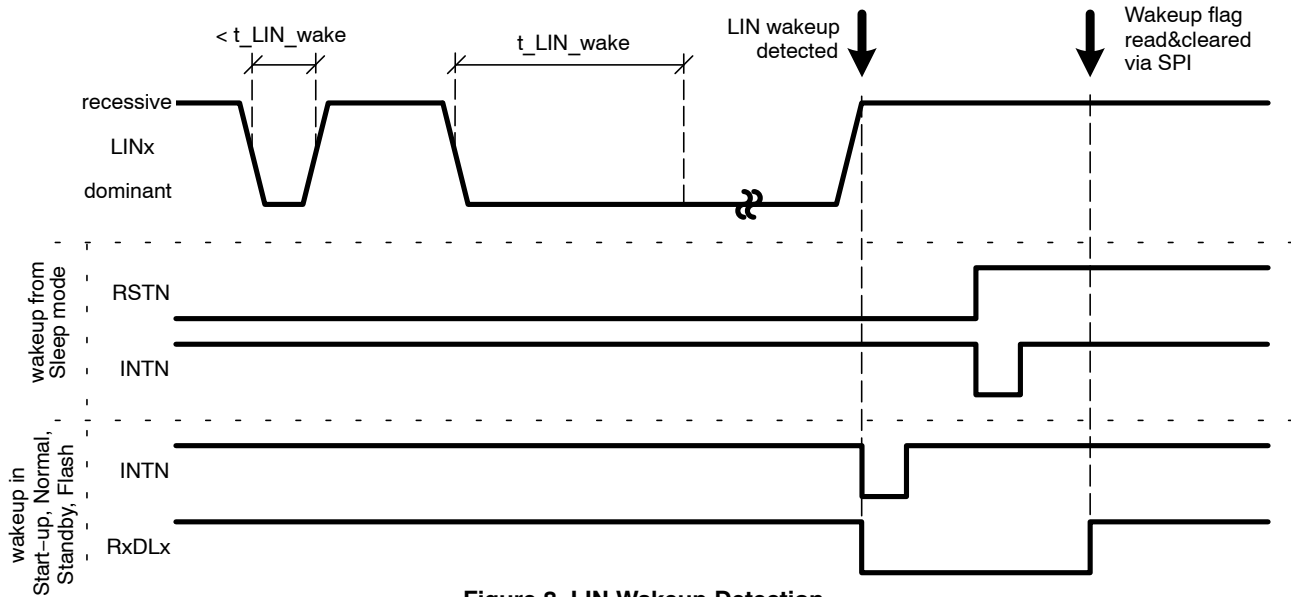 < t_LIN_wake
t_LIN_wake
LIN wakeup
detected
Wakeup flag
read&cleared
via SPI
recessive
LINx
dominant
wakeup from
Sleep mode
RSTN
INTN
wakeup in
Start−up, Normal,
Standby, Flash
INTN
RxDLx
Figure 8. LIN Wakeup Detection